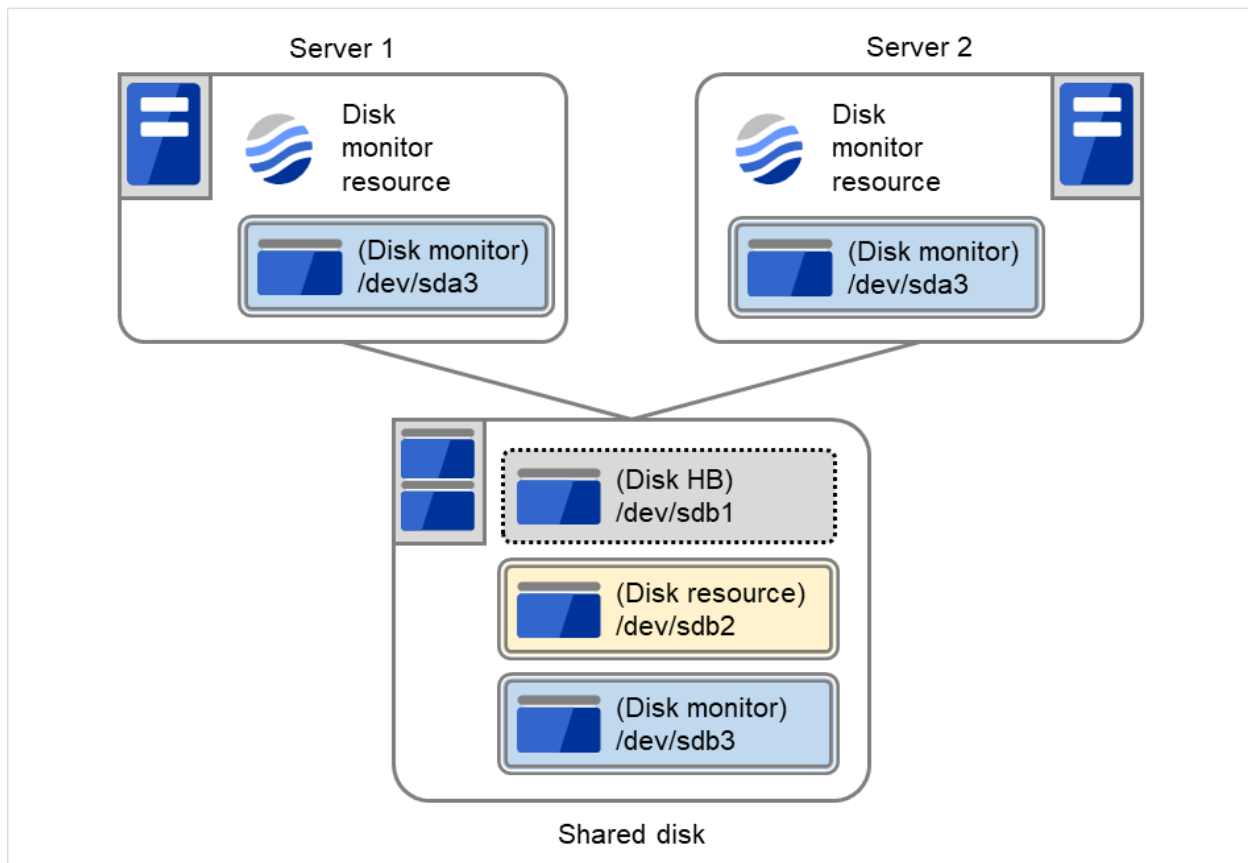 Server 1
Disk
monitor
resource
(Disk monitor)
/dev/sda3
Server 2
Disk
monitor
resource
(Disk monitor)
/dev/sda3
(Disk HB)
/dev/sdb1
(Disk resource)
/dev/sdb2
(Disk monitor)
/dev/sdb3
Shared disk